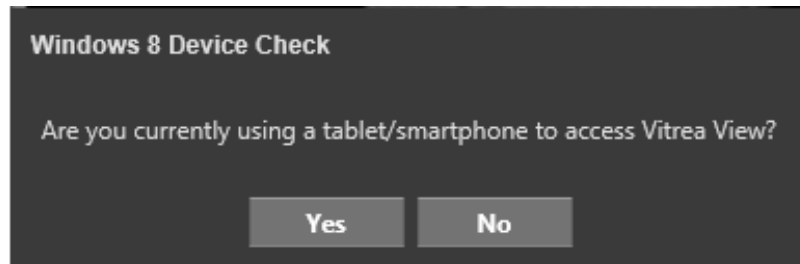 Windows 8 Device Check
Are you currently using a tablet/smartphone to access Vitrea View?
Yes No